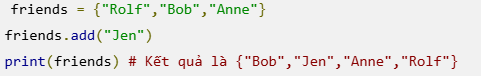 friends = {"Rolf","Bob","Anne"}
friends.add("Jen")
print(friends) # Kết quả là {"Bob","Jen","Anne","Rolf"}